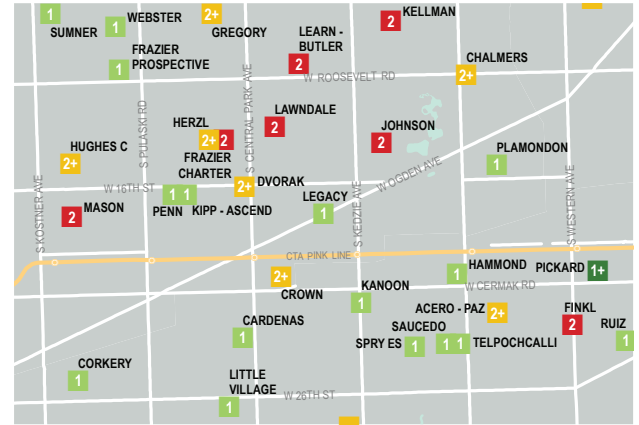 1
SUMNER
1
WEBSTER
2+
GREGORY
LEARN -
BUTLER
2
2
KELLMAN
FRAZIER
PROSPECTIVE
1
W ROOSEVELT RD
CHALMERS
2+
S PULASKI RD
S CENTRAL PARK AVE
HERZL
2+
2
FRAZIER
CHARTER
LAWNDALE
2
JOHNSON
2
HUGHES C
2+
PLAMONDON
1
W OGDEN AVE
W 16TH ST
1 1
PENN
KIPP - ASCEND
2+
DVORAK
LEGACY
1
MASON
2
S KOSTNER AVE
S KEDZIE AVE
S WESTERN AVE
CTA PINK LINE
2+
CROWN
1
HAMMOND
PICKARD
1+
W CERMAK RD
KANOON
1
ACERO - PAZ
2+
FINKL
2
RUIZ
1
CARDENAS
1
SAUCEDO
SPRY ES
1
1 1
TELPOCHCALLI
CORKERY
1
LITTLE
VILLAGE
1
W 26TH ST